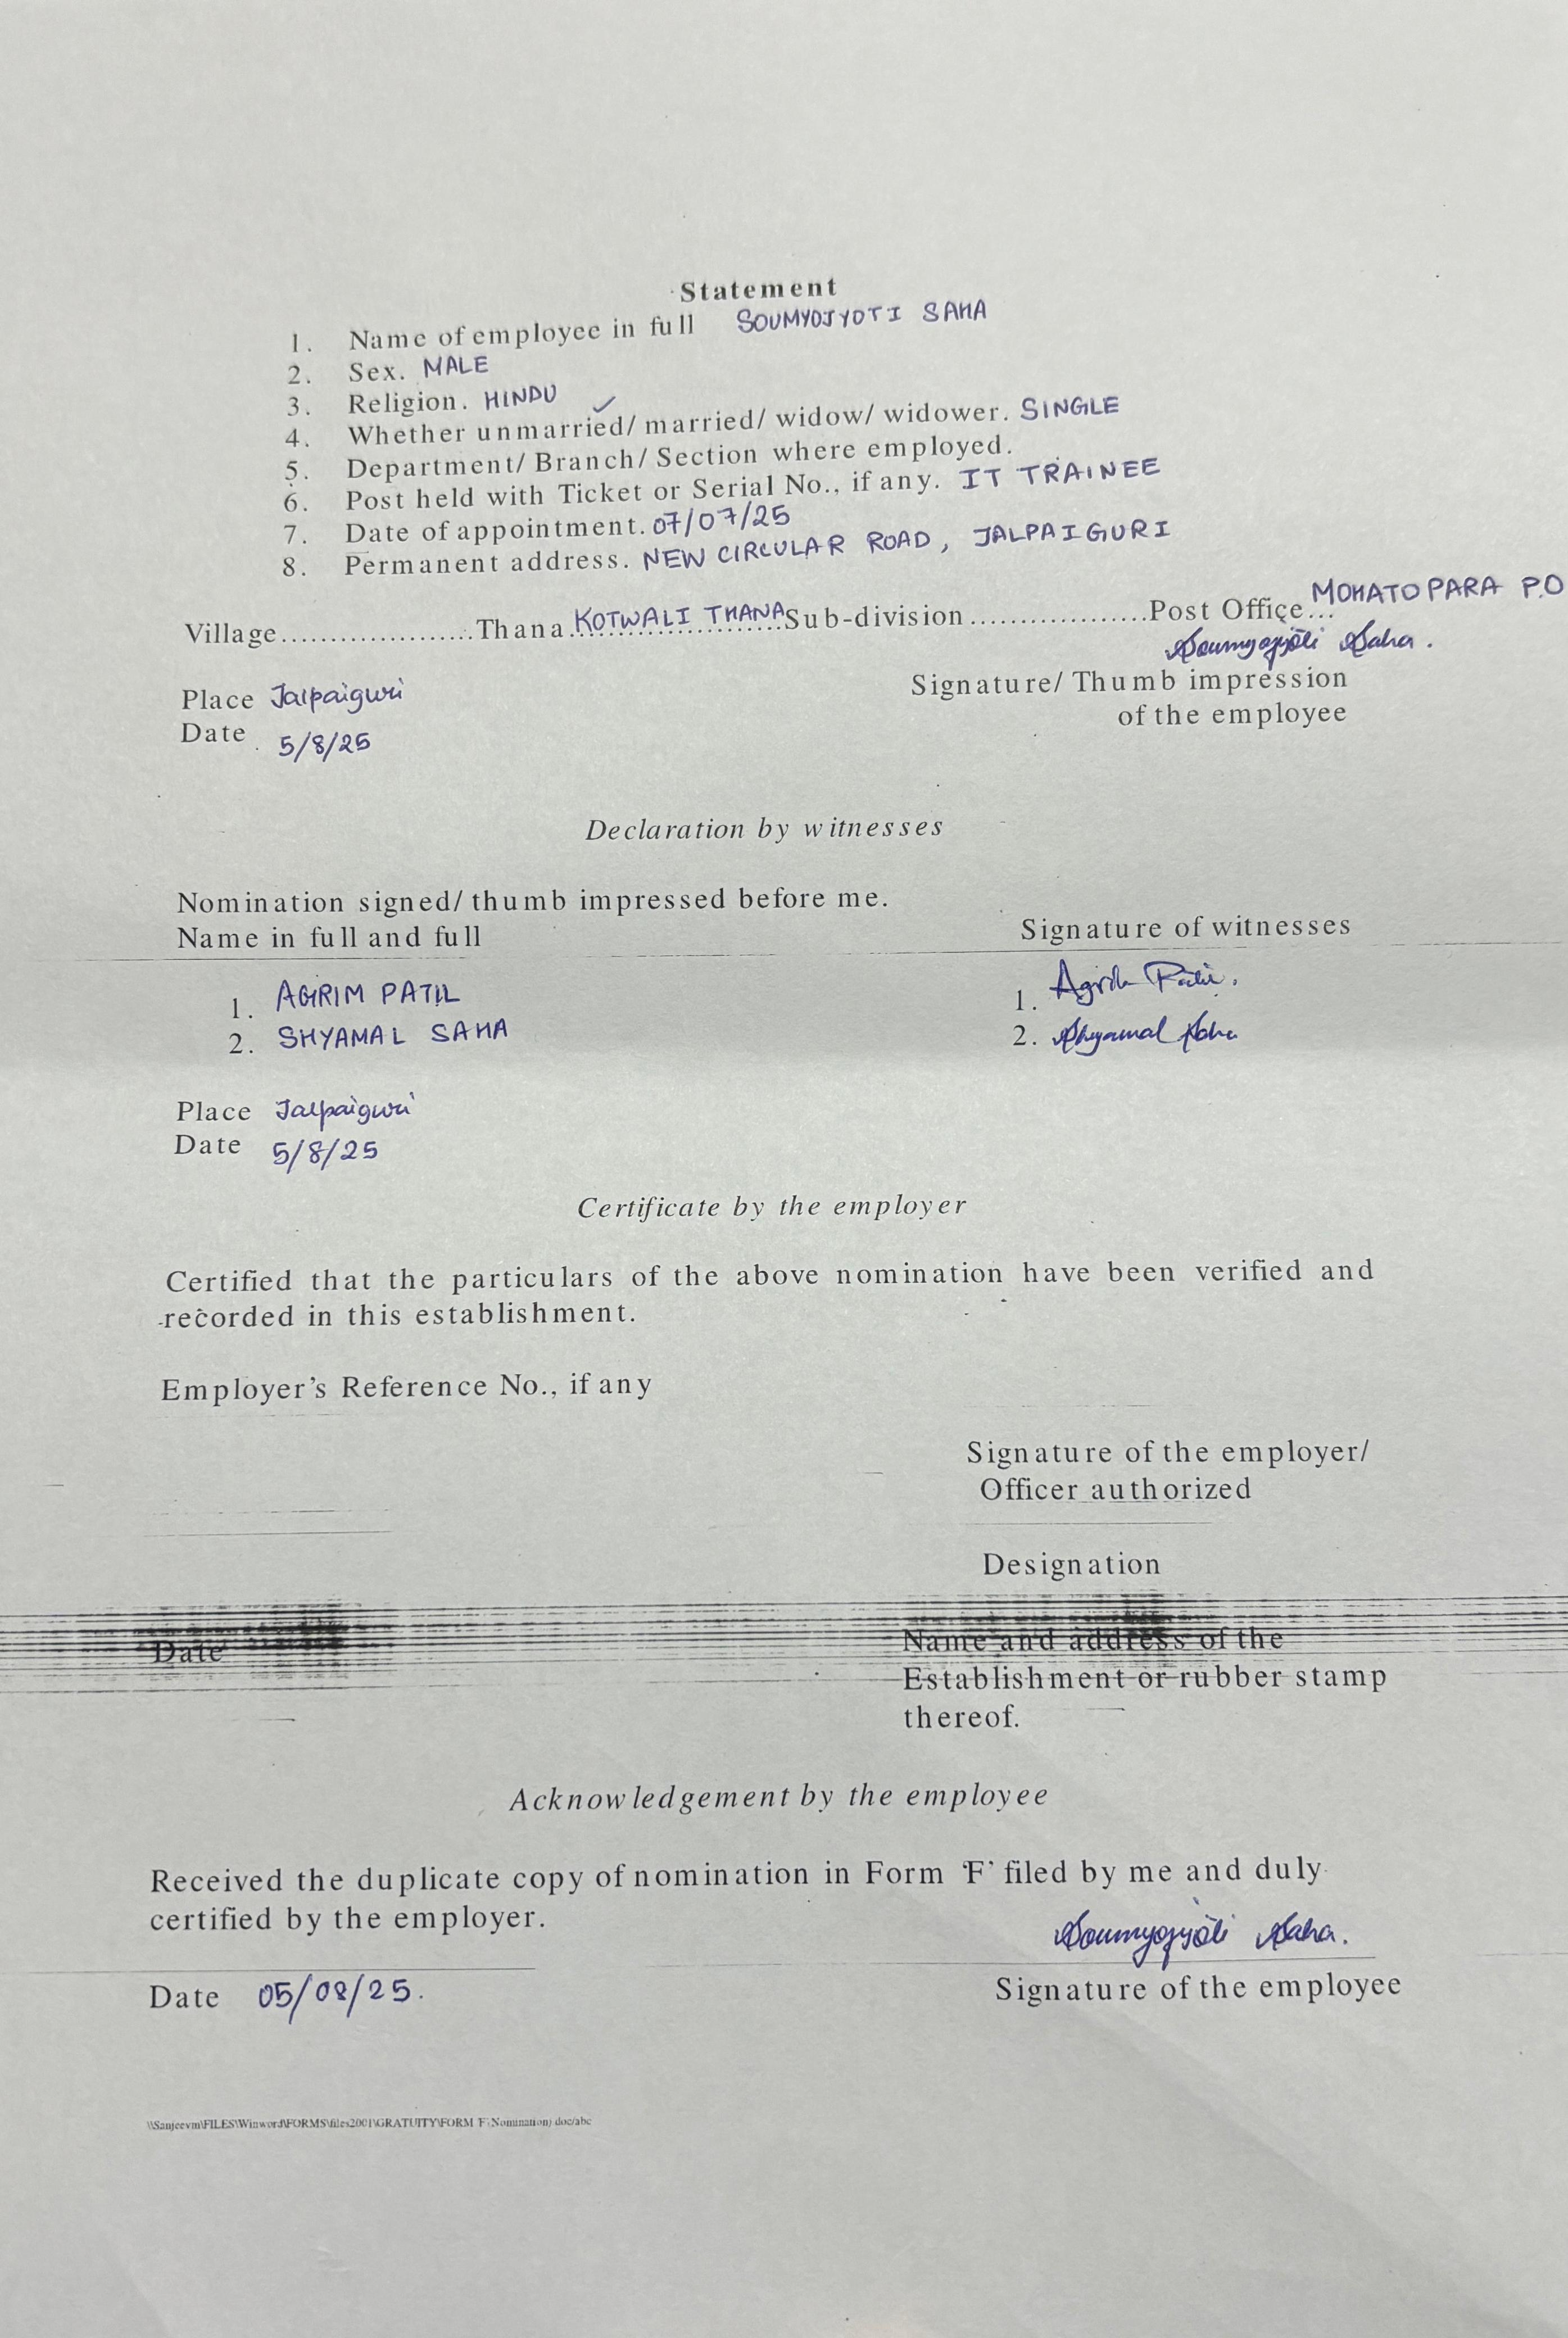 Statement
1. Name of employee in full SOUMYOJYOTI SAHA
2. Sex. MALE
3. Religion. HINDU ✓
4. Whether unmarried/ married/ widow/ widower. SINGLE
5. Department/ Branch/ Section where employed.
6. Post held with Ticket or Serial No., if any. IT TRAINEE
7. Date of appointment. 07/07/25
8. Permanent address. NEW CIRCULAR ROAD, JALPAIGURI
Village....................Thana.KOTWALI THANA Sub-division...................Post Office... MOHATOPARA P.O
Soumyojyoti Saha.
Place Jalpaiguri Signature/ Thumb impression
Date 5/8/25 of the employee
Declaration by witnesses
Nomination signed/ thumb impressed before me.
Name in full and full Signature of witnesses
1. AGRIM PATIL 1. Agrim Patil.
2. SHYAMAL SAHA 2. Shyamal Saha
Place Jalpaiguri
Date 5/8/25
Certificate by the employer
Certified that the particulars of the above nomination have been verified and
recorded in this establishment.
Employer's Reference No., if any
Signature of the employer/
Officer authorized
Designation
Date Name and address of the
Establishment or rubber stamp
thereof.
Acknowledgement by the employee
Received the duplicate copy of nomination in Form 'F' filed by me and duly
certified by the employer.
Soumyojyoti Saha.
Date 05/08/25. Signature of the employee
\\Sanjeevm\FILES\Winword\FORMS\files2001\GRATUITY\FORM 'F'(Nomination) doc/abc